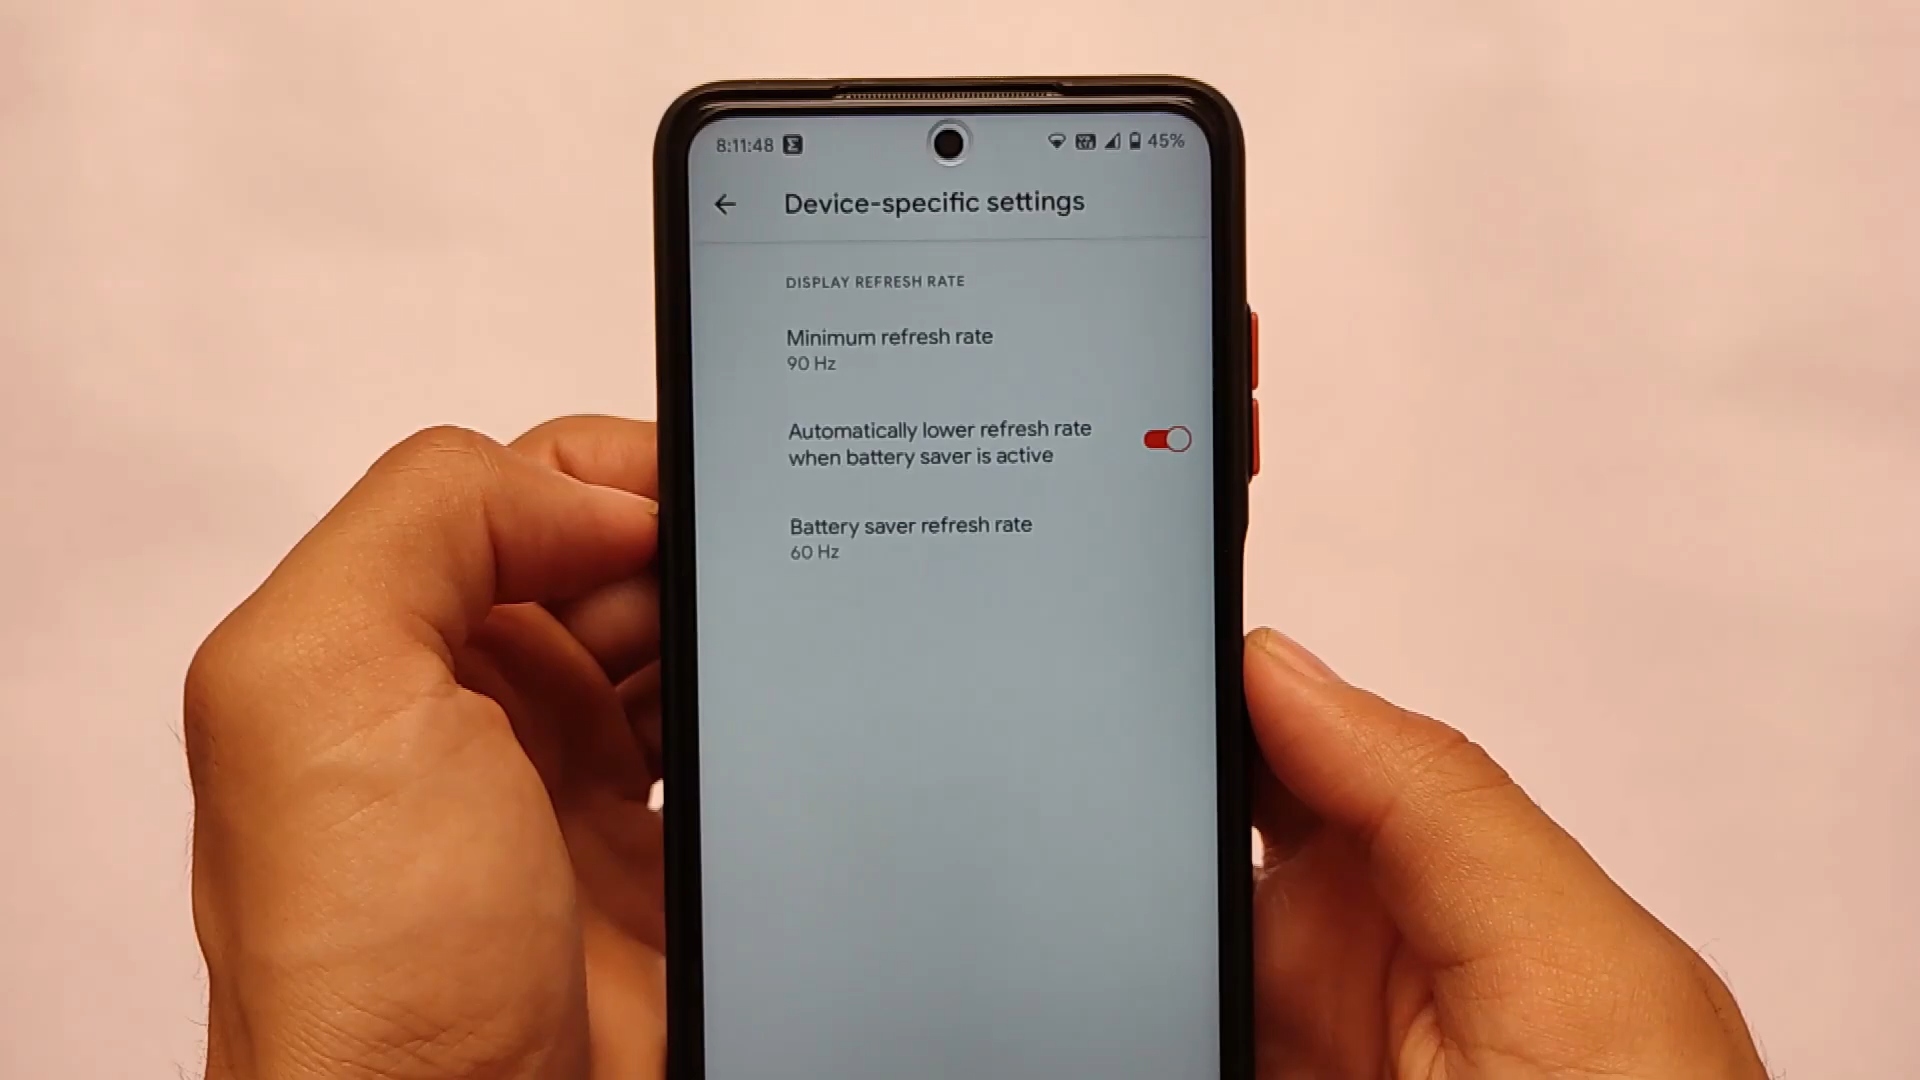 8:11:48 45%
Device-specific settings
DISPLAY REFRESH RATE
Minimum refresh rate
90 Hz
Automatically lower refresh rate
when battery saver is active
Battery saver refresh rate
60 Hz